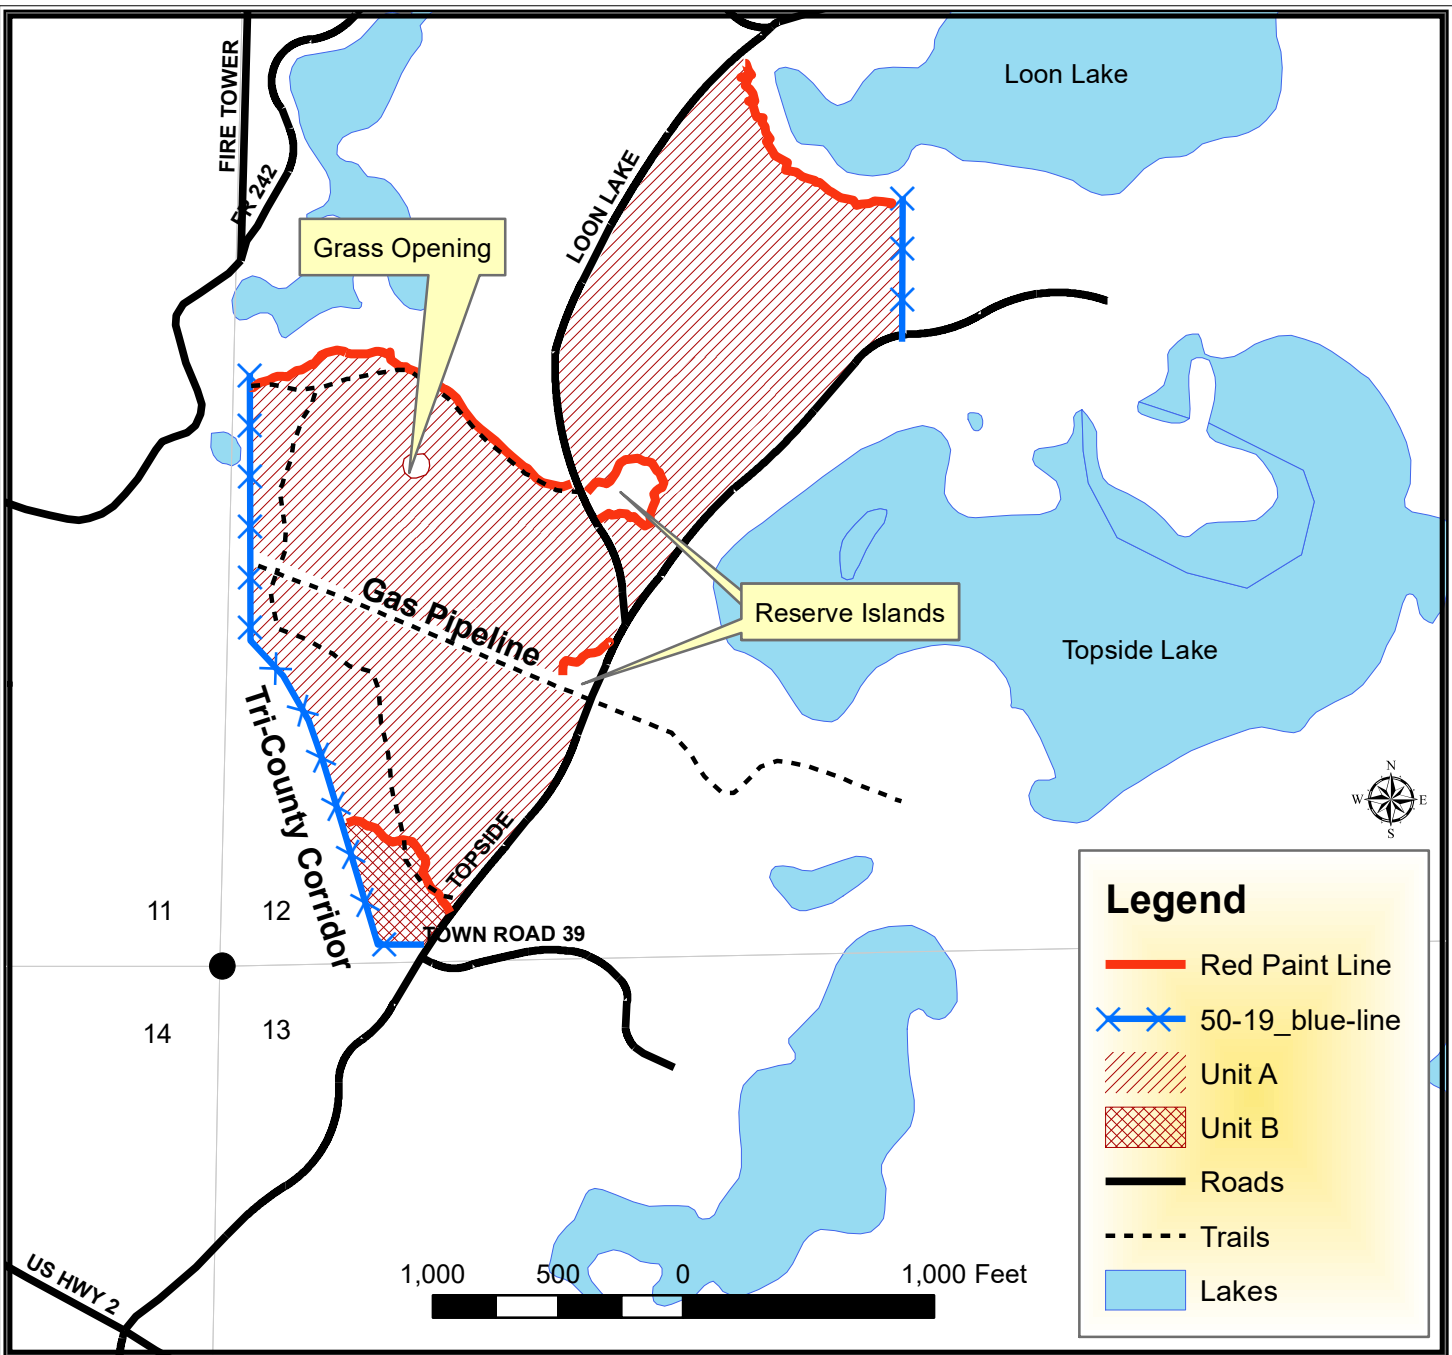 FIRE TOWER
FR 242
Loon Lake
LOON LAKE
Grass Opening
Gas Pipeline
Reserve Islands
Topside Lake
Tri-County Corridor
TOPSIDE
TOWN ROAD 39
11
12
14
13
US HWY 2
N
W
E
S
1,000
500
0
1,000 Feet
Legend
Red Paint Line
50-19_blue-line
Unit A
Unit B
Roads
Trails
Lakes